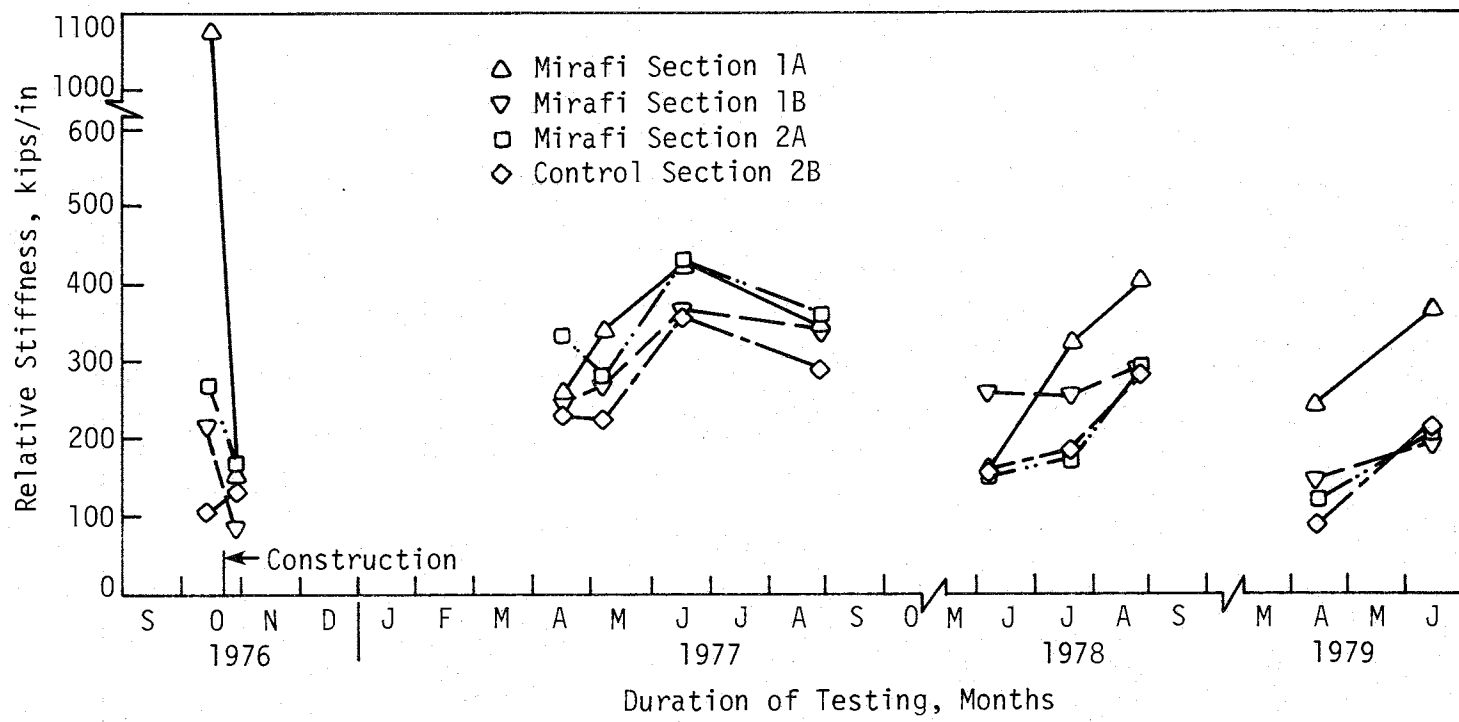 1100
1000
600
500
400
300
200
100
0
Relative Stiffness, kips/in
Mirafi Section 1A
Mirafi Section 1B
Mirafi Section 2A
Control Section 2B
Construction
S O N D J F M A M J J A S O M J J A S M A M J
1976 1977 1978 1979
Duration of Testing, Months